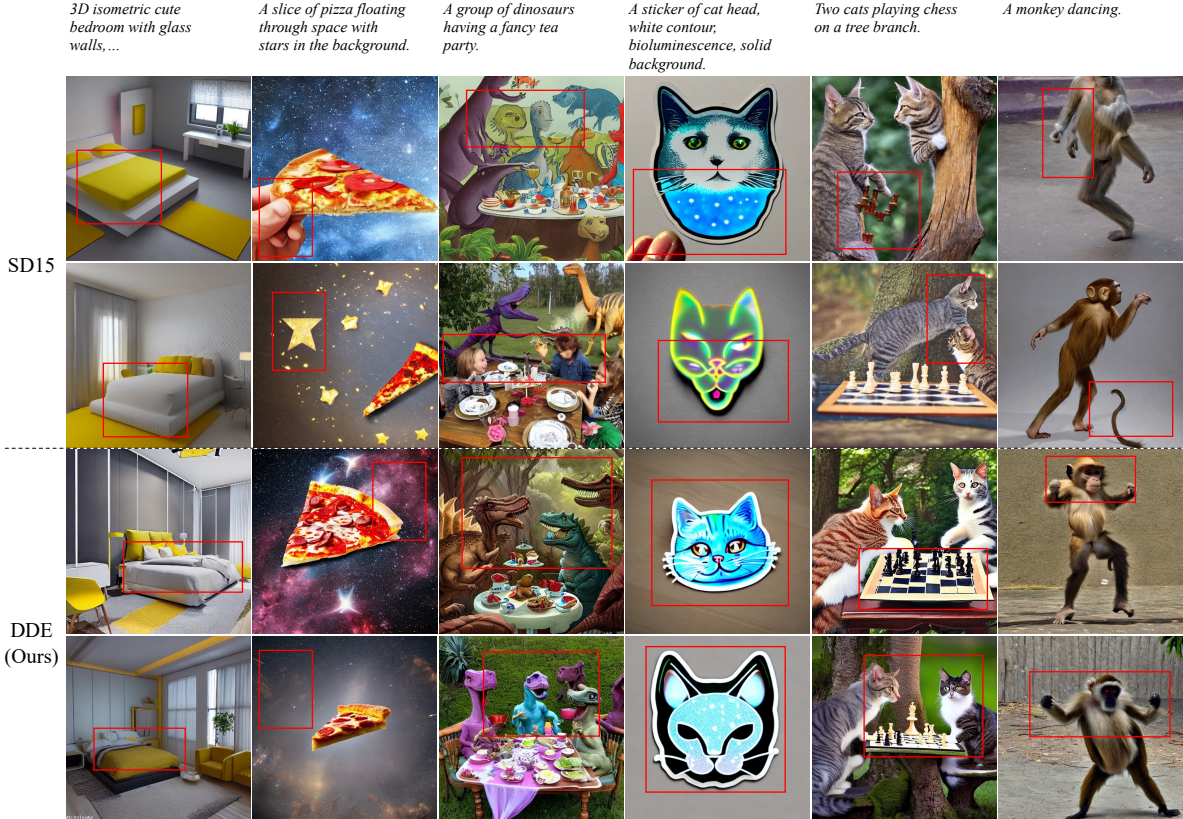 3D isometric cute
bedroom with glass
walls,...
A slice of pizza floating
through space with
stars in the background.
A group of dinosaurs
having a fancy tea
party.
A sticker of cat head,
white contour,
bioluminescence, solid
background.
Two cats playing chess
on a tree branch.
A monkey dancing.
SD15
DDE
(Ours)